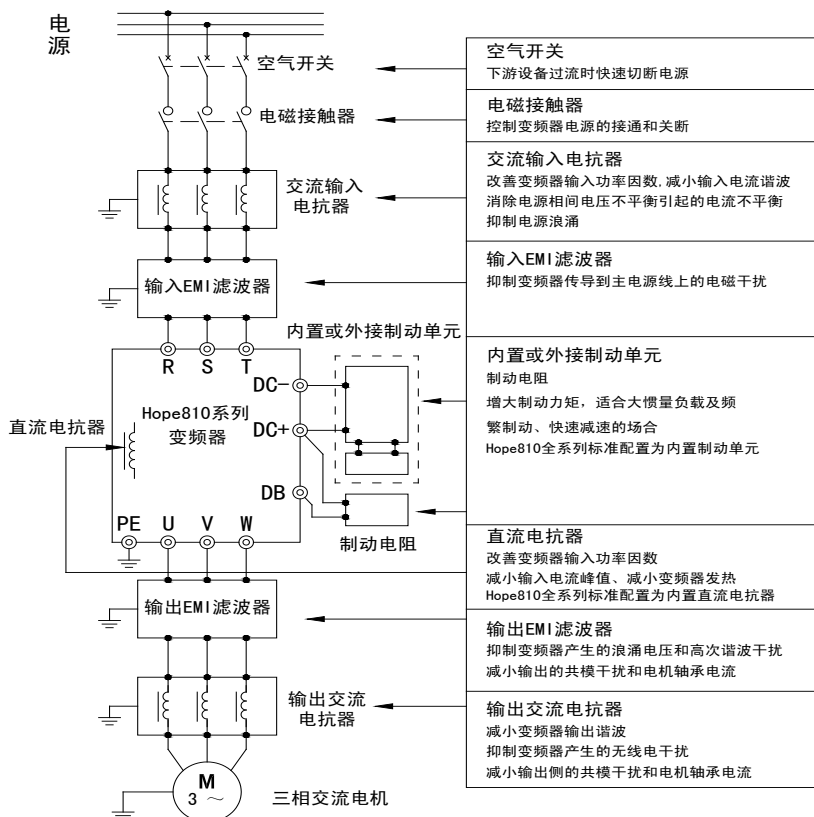 电
源
空气开关
电磁接触器
交流输入
电抗器
输入EMI滤波器
内置或外接制动单元
R S T
DC-
DC+
DB
Hope810系列
变频器
直流电抗器
PE U V W
制动电阻
输出EMI滤波器
输出交流
电抗器
M
3 ～
三相交流电机
空气开关
下游设备过流时快速切断电源
电磁接触器
控制变频器电源的接通和关断
交流输入电抗器
改善变频器输入功率因数,减小输入电流谐波
消除电源相间电压不平衡引起的电流不平衡
抑制电源浪涌
输入EMI滤波器
抑制变频器传导到主电源线上的电磁干扰
内置或外接制动单元
制动电阻
增大制动力矩，适合大惯量负载及频
繁制动、快速减速的场合
Hope810全系列标准配置为内置制动单元
直流电抗器
改善变频器输入功率因数
减小输入电流峰值、减小变频器发热
Hope810全系列标准配置为内置直流电抗器
输出EMI滤波器
抑制变频器产生的浪涌电压和高次谐波干扰
减小输出的共模干扰和电机轴承电流
输出交流电抗器
减小变频器输出谐波
抑制变频器产生的无线电干扰
减小输出侧的共模干扰和电机轴承电流